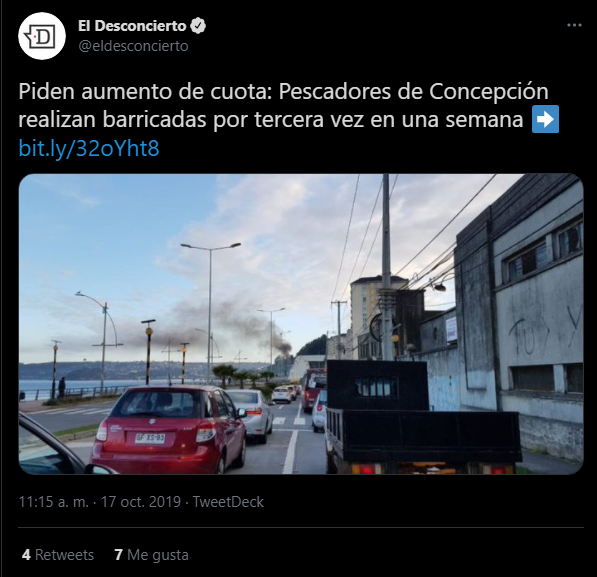 El Desconcierto
@eldesconcierto
Piden aumento de cuota: Pescadores de Concepción
realizan barricadas por tercera vez en una semana ➡
bit.ly/32oYht8
11:15 a. m. · 17 oct. 2019 · TweetDeck
4 Retweets 7 Me gusta